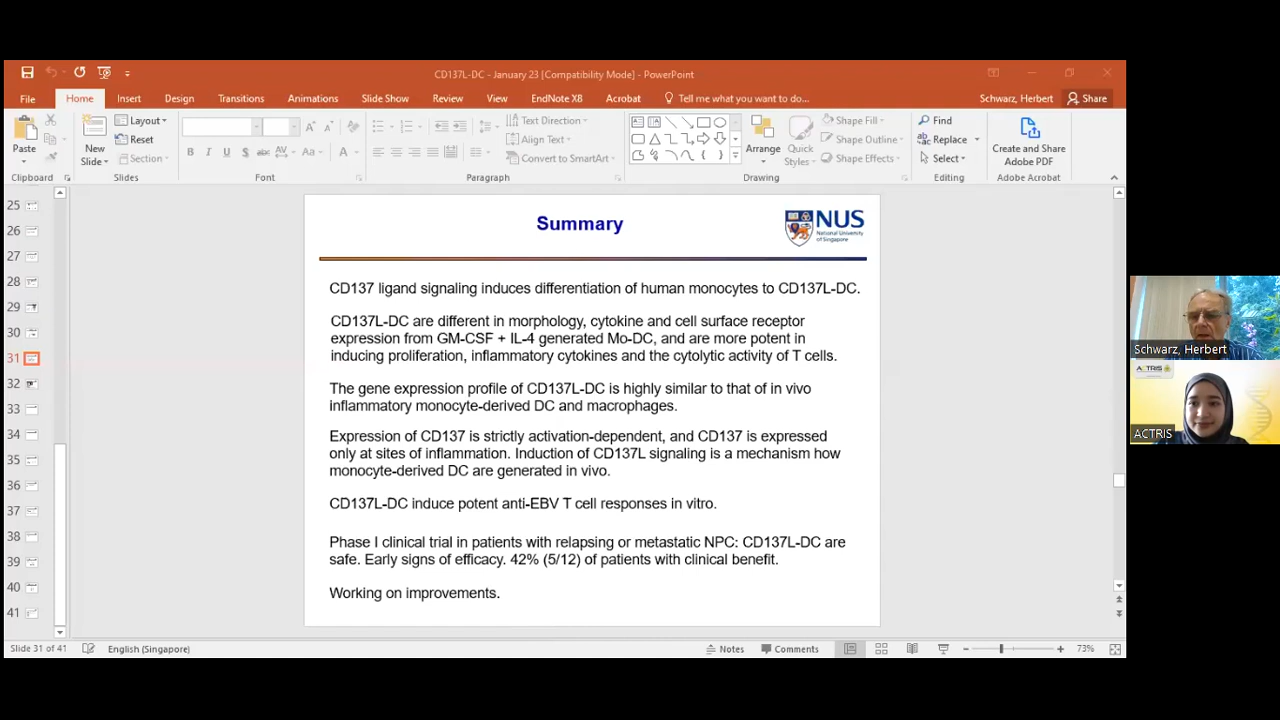 CD137L-DC - January 23 [Compatibility Mode] - PowerPoint
File Home Insert Design Transitions Animations Slide Show Review View EndNote X8 Acrobat Tell me what you want to do... Schwarz, Herbert Share
Paste
Clipboard
New
Slide
Layout
Reset
Section
Slides
B I U S abc AV Aa A
Font
Text Direction
Align Text
Convert to SmartArt
Paragraph
Arrange
Quick
Styles
Shape Fill
Shape Outline
Shape Effects
Drawing
Find
Replace
Select
Editing
Create and Share
Adobe PDF
Adobe Acrobat
25
26
27
28
29
30
31
32
33
34
35
36
37
38
39
40
41
Summary
NUS
National University
of Singapore
CD137 ligand signaling induces differentiation of human monocytes to CD137L-DC.
CD137L-DC are different in morphology, cytokine and cell surface receptor
expression from GM-CSF + IL-4 generated Mo-DC, and are more potent in
inducing proliferation, inflammatory cytokines and the cytolytic activity of T cells.
The gene expression profile of CD137L-DC is highly similar to that of in vivo
inflammatory monocyte-derived DC and macrophages.
Expression of CD137 is strictly activation-dependent, and CD137 is expressed
only at sites of inflammation. Induction of CD137L signaling is a mechanism how
monocyte-derived DC are generated in vivo.
CD137L-DC induce potent anti-EBV T cell responses in vitro.
Phase I clinical trial in patients with relapsing or metastatic NPC: CD137L-DC are
safe. Early signs of efficacy. 42% (5/12) of patients with clinical benefit.
Working on improvements.
Schwarz, Herbert
ACTRIS
ACTRIS
Slide 31 of 41 English (Singapore) Notes Comments 73%